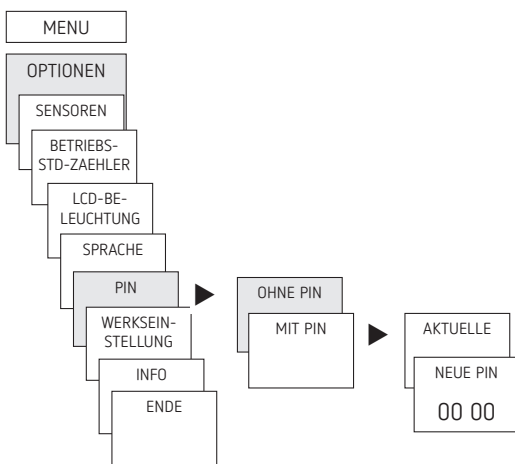 MENU
OPTIONEN
SENSOREN
BETRIEBS-
STD-ZAEHLER
LCD-BE-
LEUCHTUNG
SPRACHE
PIN
WERKSEIN-
STELLUNG
INFO
ENDE
OHNE PIN
MIT PIN
AKTUELLE
NEUE PIN
00 00